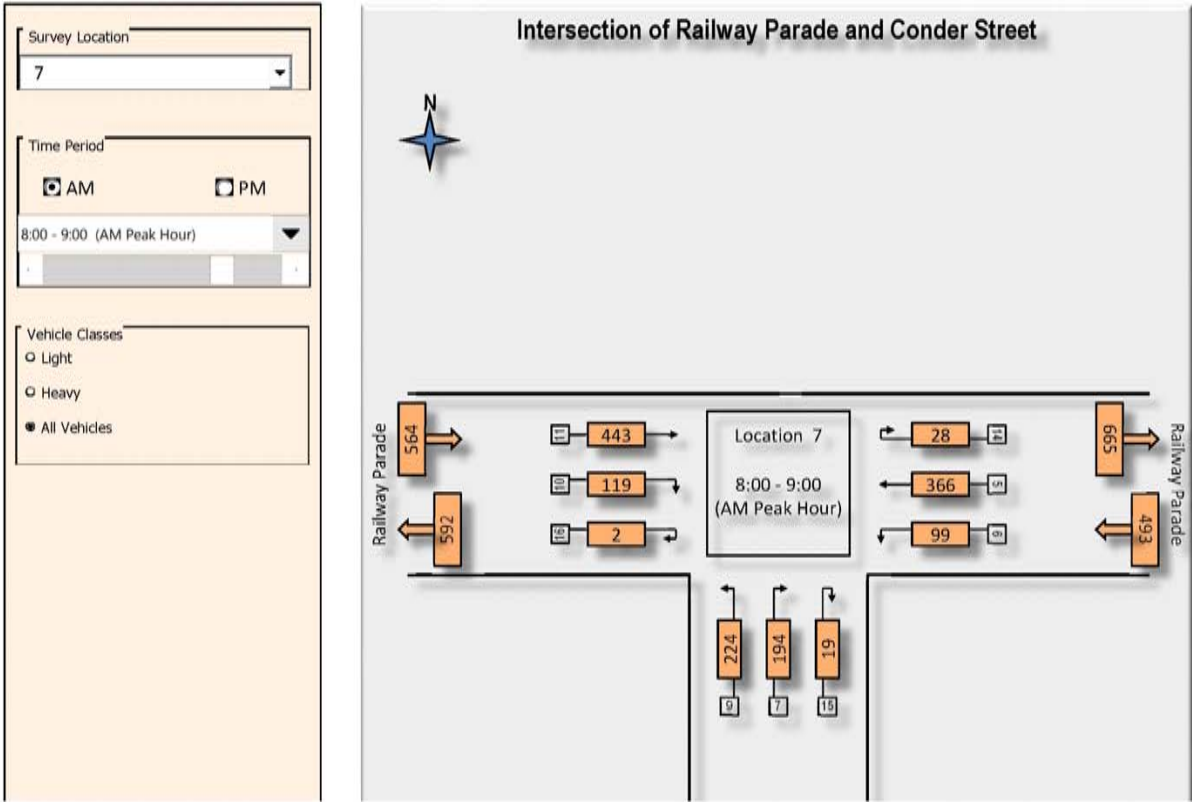 Survey Location
7
Time Period
AM
PM
8:00 - 9:00 (AM Peak Hour)
Vehicle Classes
Light
Heavy
All Vehicles
Intersection of Railway Parade and Conder Street
N
Railway Parade
564
592
11
443
10
119
16
2
Location 7
8:00 - 9:00
(AM Peak Hour)
28
14
366
5
99
6
665
493
Railway Parade
224
194
19
9
7
15